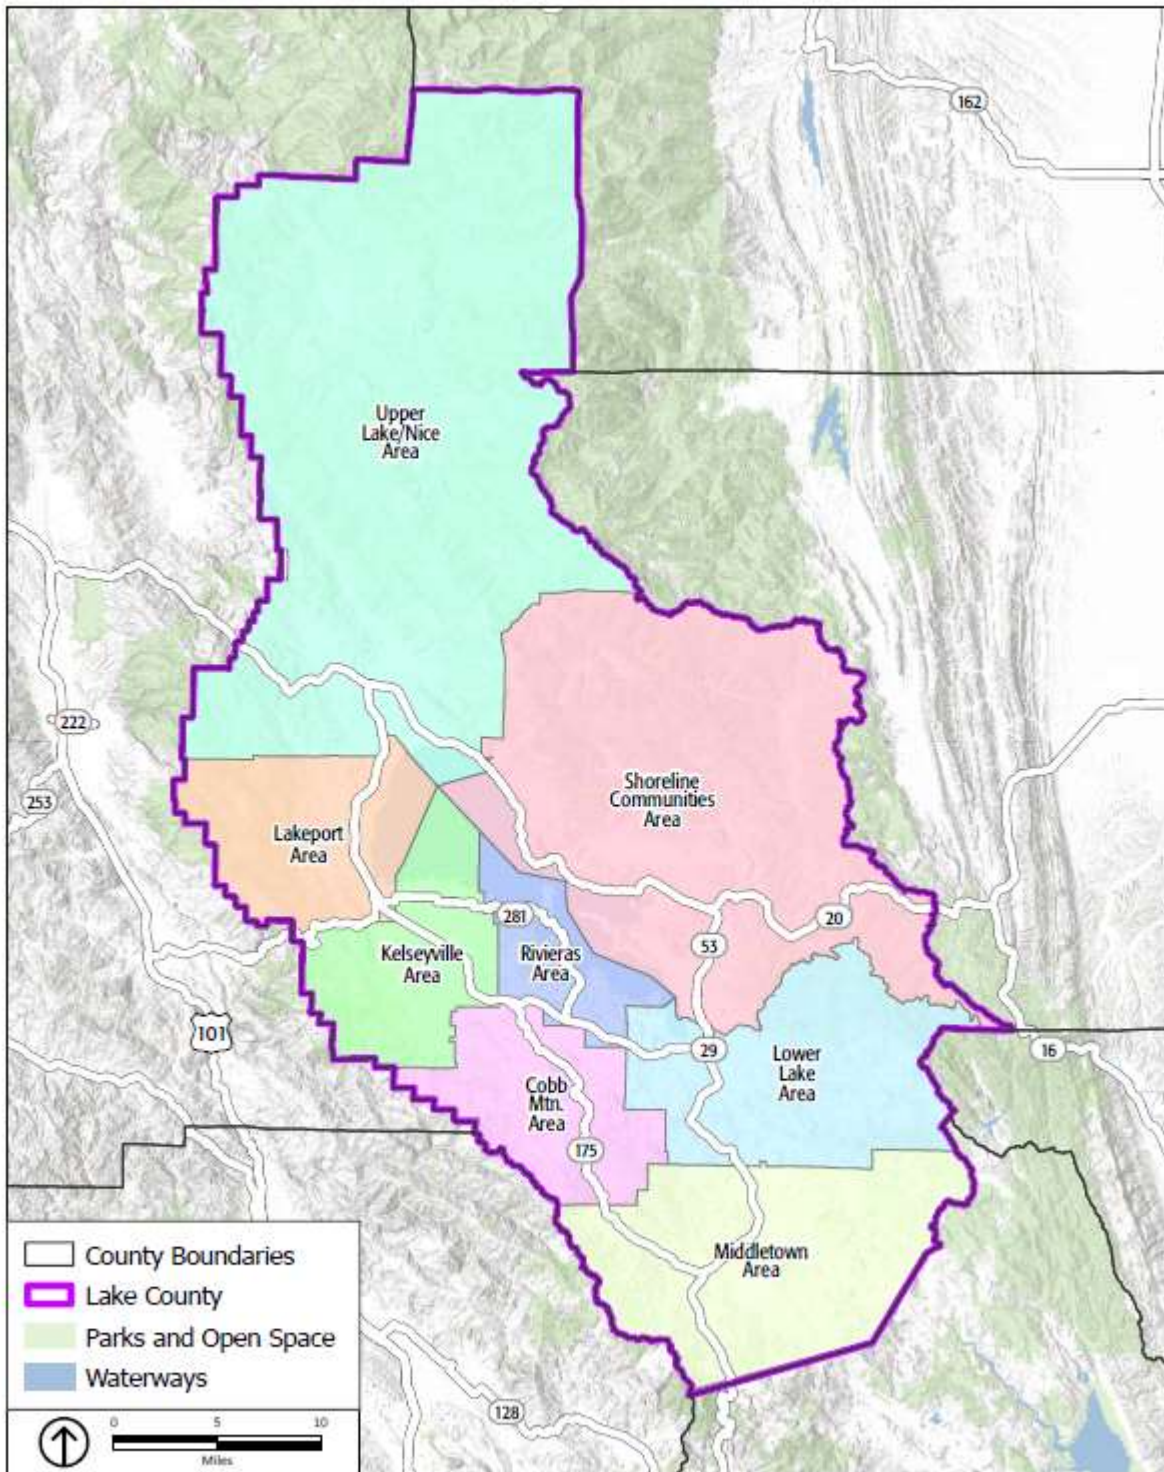 162
Upper
Lake/Nice
Area
222
253
Shoreline
Communities
Area
Lakeport
Area
281
20
53
Kelseyville
Area
Rivieras
Area
101
29
16
Lower
Lake
Area
Cobb
Mtn.
Area
175
Middletown
Area
128
County Boundaries
Lake County
Parks and Open Space
Waterways
0 5 10
Miles